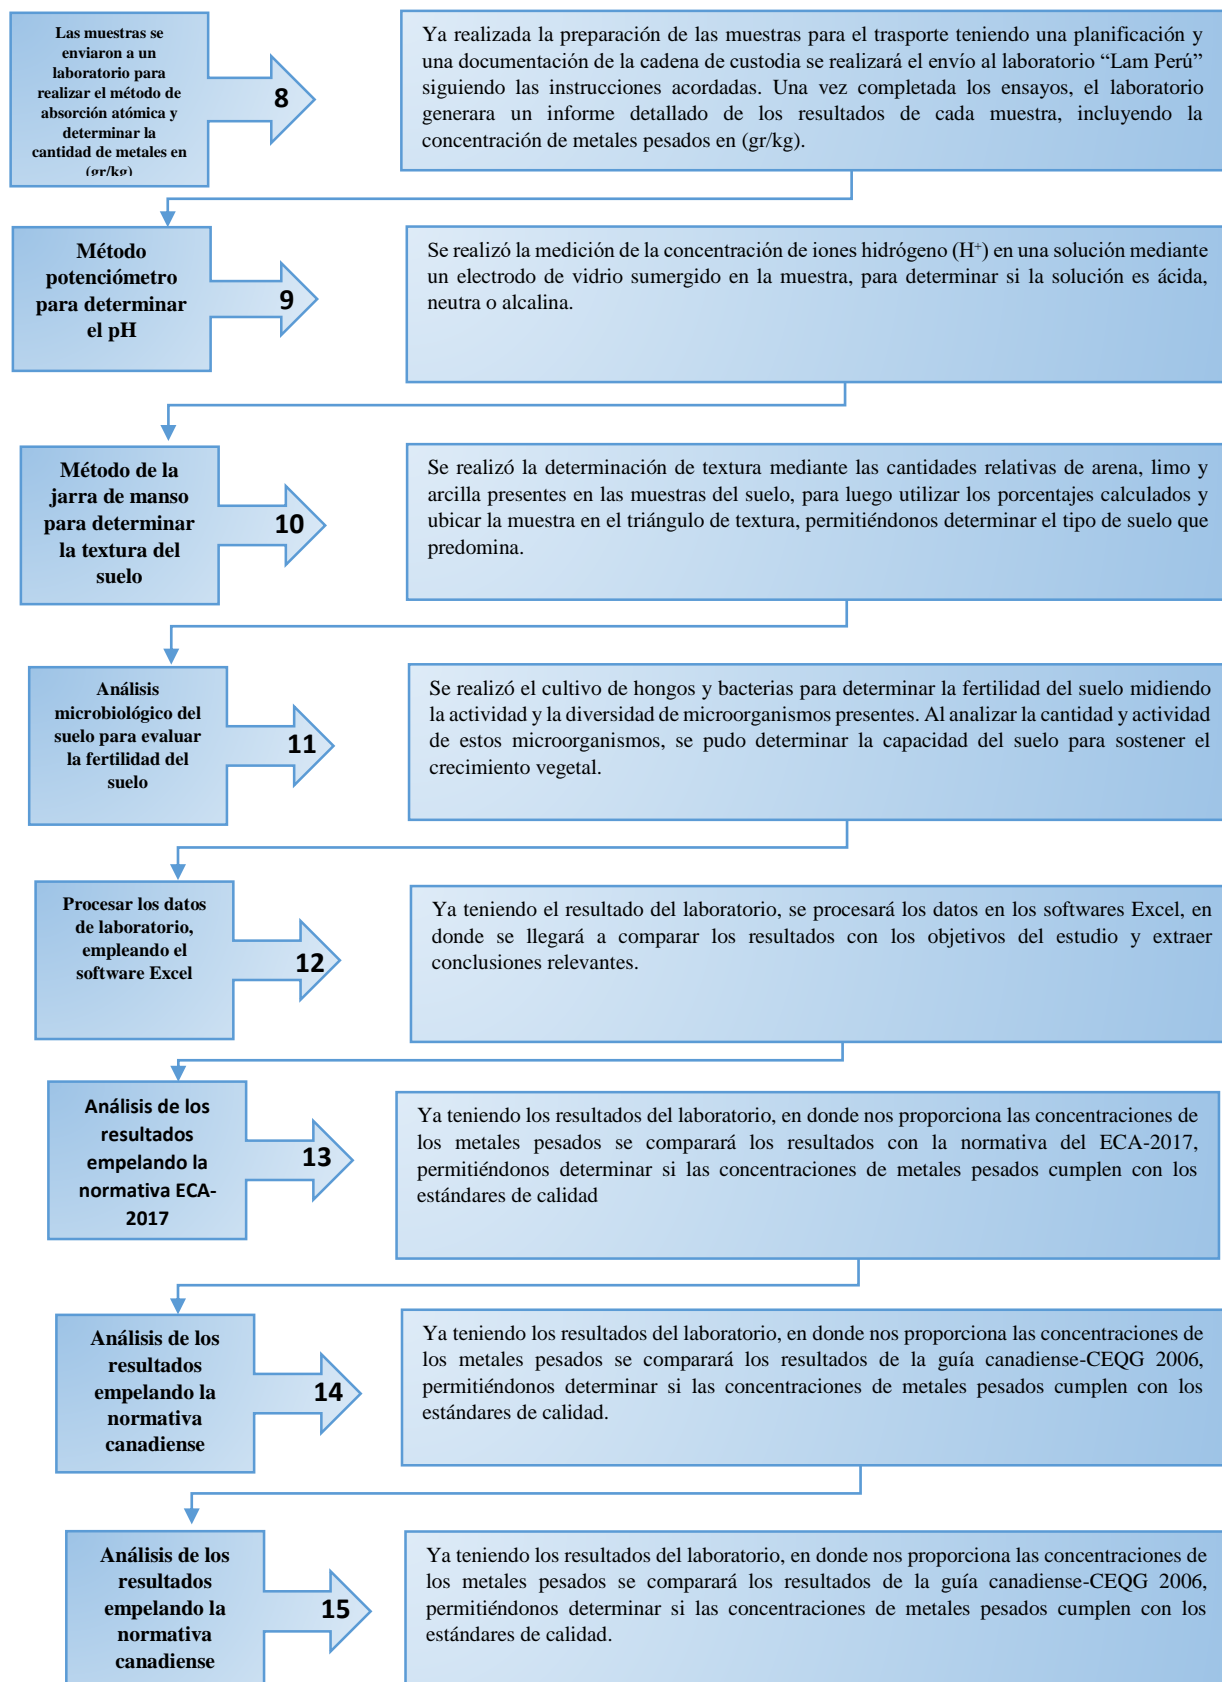 Las muestras se
enviaron a un
laboratorio para
realizar el método de
absorción atómica y
determinar la
cantidad de metales en
(gr/kg)
8
Ya realizada la preparación de las muestras para el trasporte teniendo una planificación y
una documentación de la cadena de custodia se realizará el envío al laboratorio “Lam Perú”
siguiendo las instrucciones acordadas. Una vez completada los ensayos, el laboratorio
generara un informe detallado de los resultados de cada muestra, incluyendo la
concentración de metales pesados en (gr/kg).
Método
potenciómetro
para determinar
el pH
9
Se realizó la medición de la concentración de iones hidrógeno (H⁺) en una solución mediante
un electrodo de vidrio sumergido en la muestra, para determinar si la solución es ácida,
neutra o alcalina.
Método de la
jarra de manso
para determinar
la textura del
suelo
10
Se realizó la determinación de textura mediante las cantidades relativas de arena, limo y
arcilla presentes en las muestras del suelo, para luego utilizar los porcentajes calculados y
ubicar la muestra en el triángulo de textura, permitiéndonos determinar el tipo de suelo que
predomina.
Análisis
microbiológico del
suelo para evaluar
la fertilidad del
suelo
11
Se realizó el cultivo de hongos y bacterias para determinar la fertilidad del suelo midiendo
la actividad y la diversidad de microorganismos presentes. Al analizar la cantidad y actividad
de estos microorganismos, se pudo determinar la capacidad del suelo para sostener el
crecimiento vegetal.
Procesar los datos
de laboratorio,
empleando el
software Excel
12
Ya teniendo el resultado del laboratorio, se procesará los datos en los softwares Excel, en
donde se llegará a comparar los resultados con los objetivos del estudio y extraer
conclusiones relevantes.
Análisis de los
resultados
empelando la
normativa ECA-
2017
13
Ya teniendo los resultados del laboratorio, en donde nos proporciona las concentraciones de
los metales pesados se comparará los resultados con la normativa del ECA-2017,
permitiéndonos determinar si las concentraciones de metales pesados cumplen con los
estándares de calidad
Análisis de los
resultados
empelando la
normativa
canadiense
14
Ya teniendo los resultados del laboratorio, en donde nos proporciona las concentraciones de
los metales pesados se comparará los resultados de la guía canadiense-CEQG 2006,
permitiéndonos determinar si las concentraciones de metales pesados cumplen con los
estándares de calidad.
Análisis de los
resultados
empelando la
normativa
canadiense
15
Ya teniendo los resultados del laboratorio, en donde nos proporciona las concentraciones de
los metales pesados se comparará los resultados de la guía canadiense-CEQG 2006,
permitiéndonos determinar si las concentraciones de metales pesados cumplen con los
estándares de calidad.